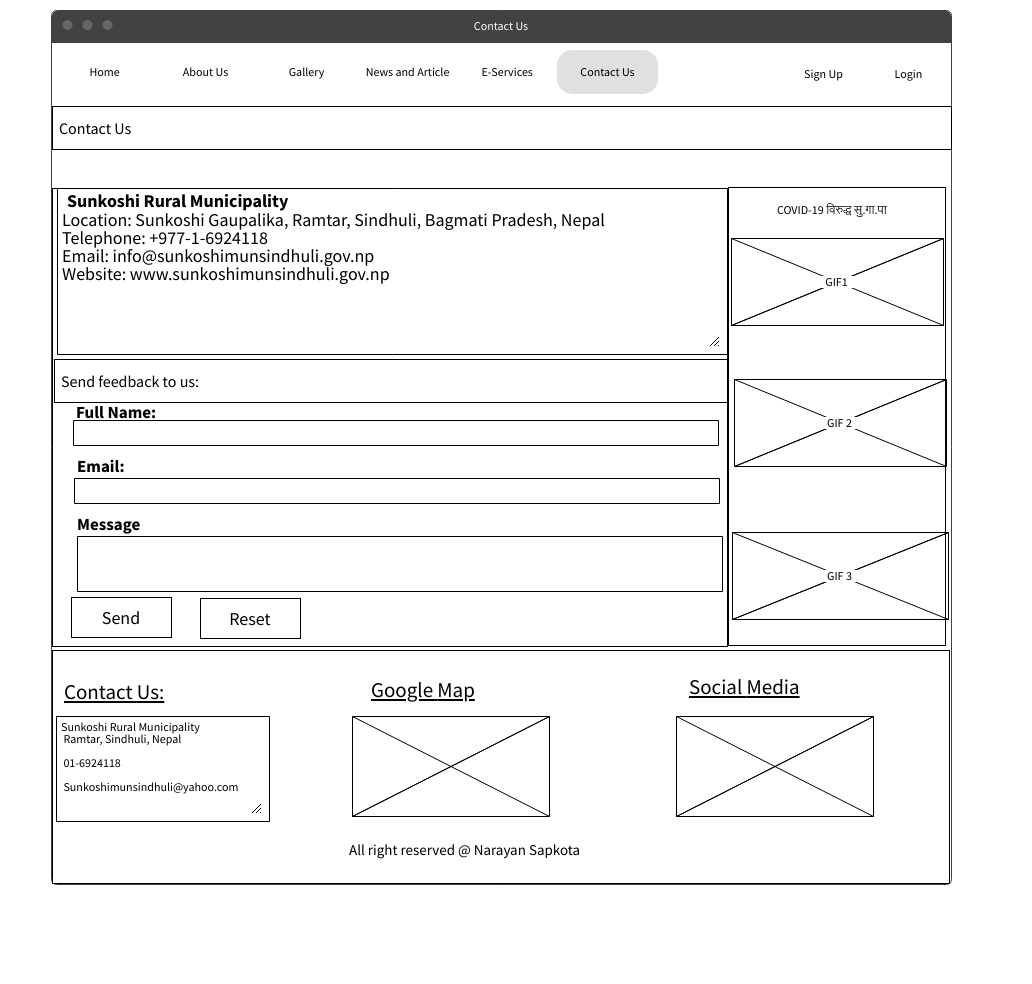 Contact Us
Home About Us Gallery News and Article E-Services Contact Us Sign Up Login
Contact Us
Sunkoshi Rural Municipality
Location: Sunkoshi Gaupalika, Ramtar, Sindhuli, Bagmati Pradesh, Nepal
Telephone: +977-1-6924118
Email: info@sunkoshimunsindhuli.gov.np
Website: www.sunkoshimunsindhuli.gov.np
COVID-19 विरुद्ध सु.गा.पा
GIF1
GIF 2
GIF 3
Send feedback to us:
Full Name:
Email:
Message
Send Reset
Contact Us:
Sunkoshi Rural Municipality
Ramtar, Sindhuli, Nepal
01-6924118
Sunkoshimunsindhuli@yahoo.com
Google Map
Social Media
All right reserved @ Narayan Sapkota